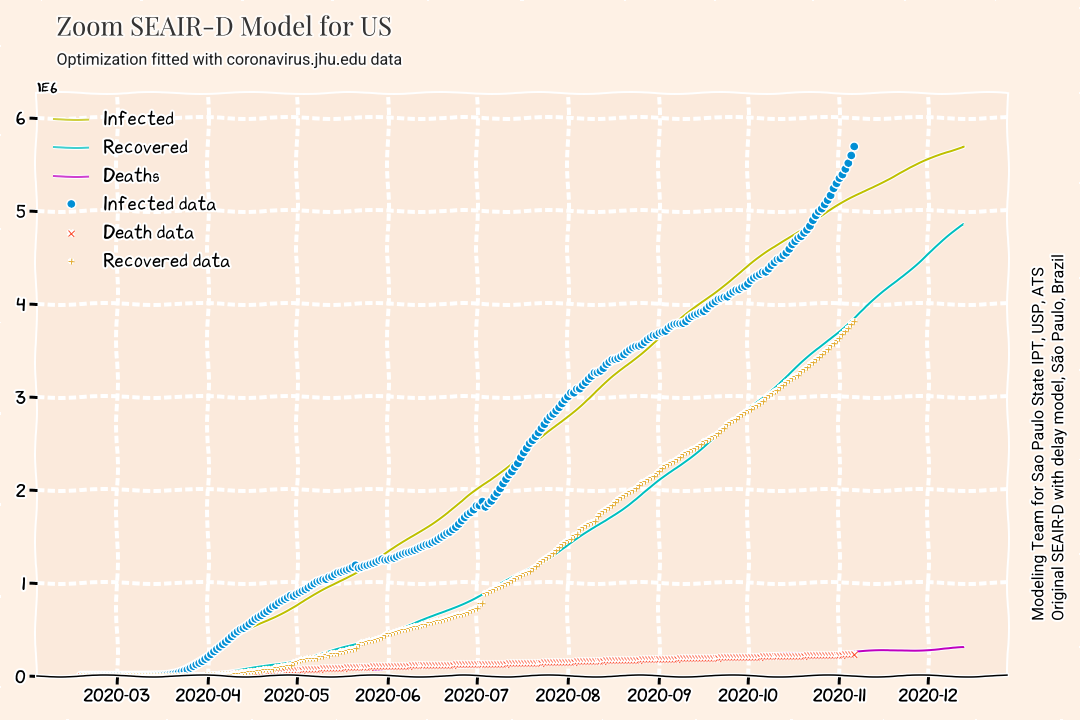 Zoom SEAIR-D Model for US
Optimization fitted with coronavirus.jhu.edu data
1E6
6
5
4
3
2
1
0
Infected
Recovered
Deaths
Infected data
Death data
Recovered data
2020-03
2020-04
2020-05
2020-06
2020-07
2020-08
2020-09
2020-10
2020-11
2020-12
Modeling Team for Sao Paulo State IPT, USP, ATS
Original SEAIR-D with delay model, São Paulo, Brazil